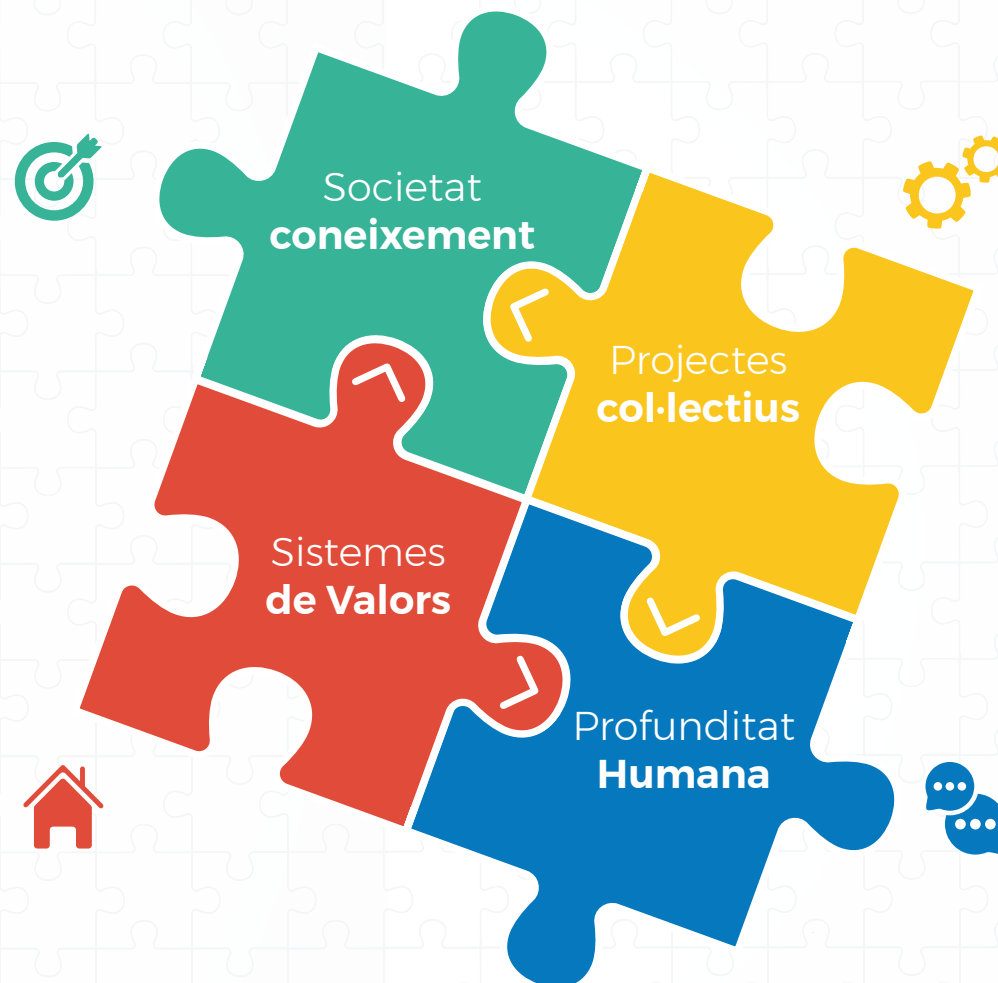 Societat
coneixement
Projectes
col·lectius
Sistemes
de Valors
Profunditat
Humana